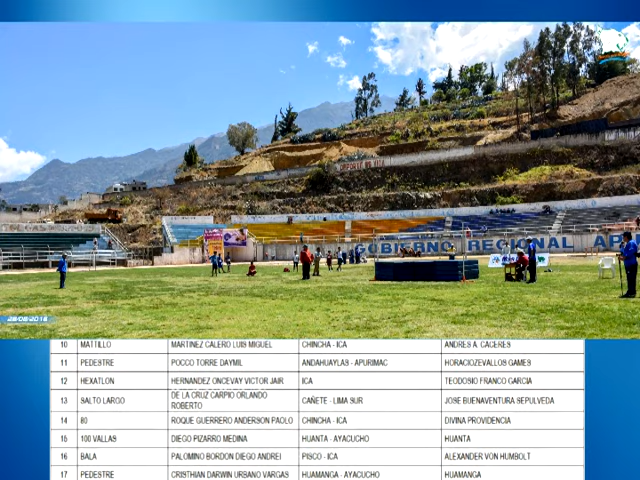 DEPORTE ES VIDA
GOBIERNO REGIONAL
28/08/2018
10 MATTILLO MARTINEZ CALERO LUIS MIGUEL CHINCHA - ICA ANDRES A. CACERES
11 PEDESTRE POCCO TORRE DAYMIL ANDAHUAYLAS - APURIMAC HORACIOZEVALLOS GAMES
12 HEXATLON HERNANDEZ ONCEVAY VICTOR JAIR ICA TEODOSIO FRANCO GARCIA
13 SALTO LARGO DE LA CRUZ CARPIO ORLANDO
ROBERTO CAÑETE - LIMA SUR JOSE BUENAVENTURA SEPULVEDA
14 80 ROQUE GUERRERO ANDERSON PAOLO CHINCHA - ICA DIVINA PROVIDENCIA
15 100 VALLAS DIEGO PIZARRO MEDINA HUANTA - AYACUCHO HUANTA
16 BALA PALOMINO BORDON DIEGO ANDREI PISCO - ICA ALEXANDER VON HUMBOLT
17 PEDESTRE CRISTHIAN DARWIN URBANO VARGAS HUAMANGA - AYACUCHO HUAMANGA